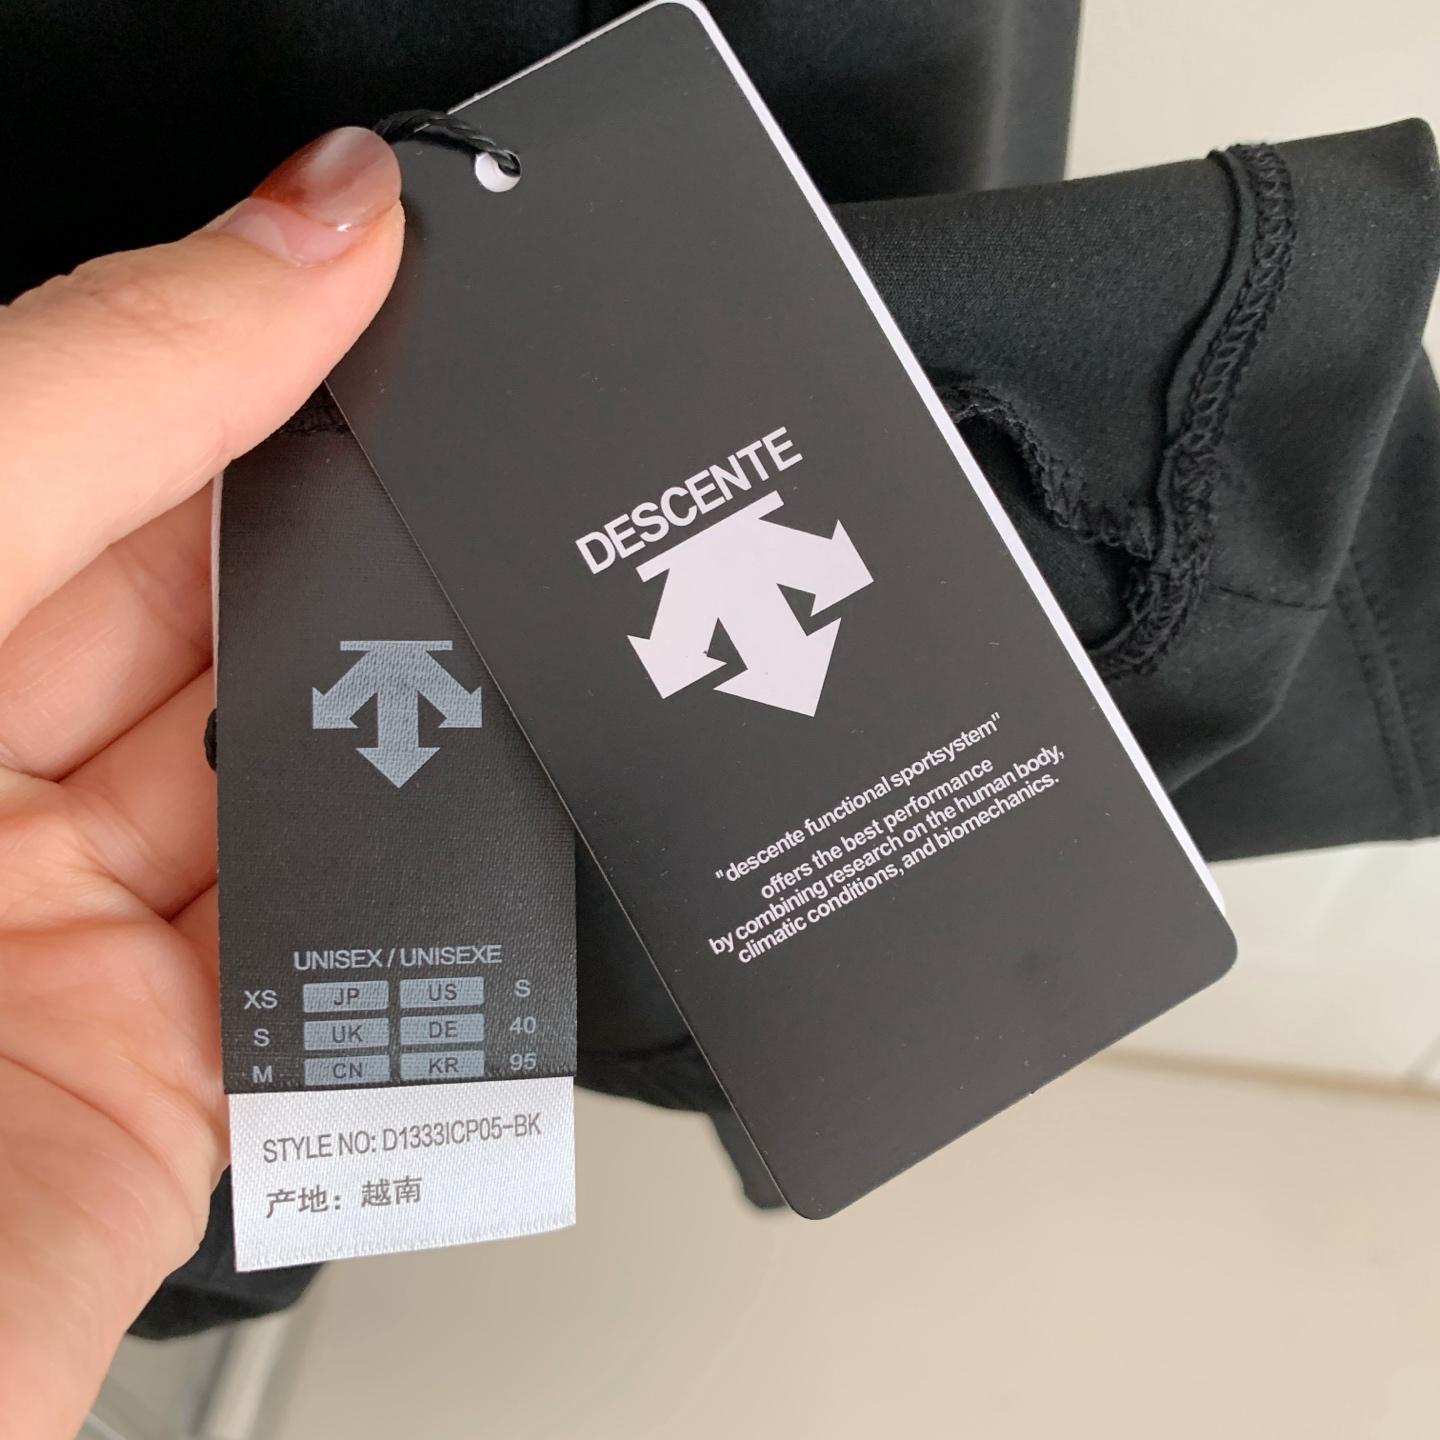 DESCENTE
"descente functional sportsystem"
offers the best performance
by combining research on the human body,
climatic conditions, and biomechanics.
UNISEX / UNISEXE
XS JP US S
S UK DE 40
M CN KR 95
STYLE NO: D1333ICP05-BK
产地：越南